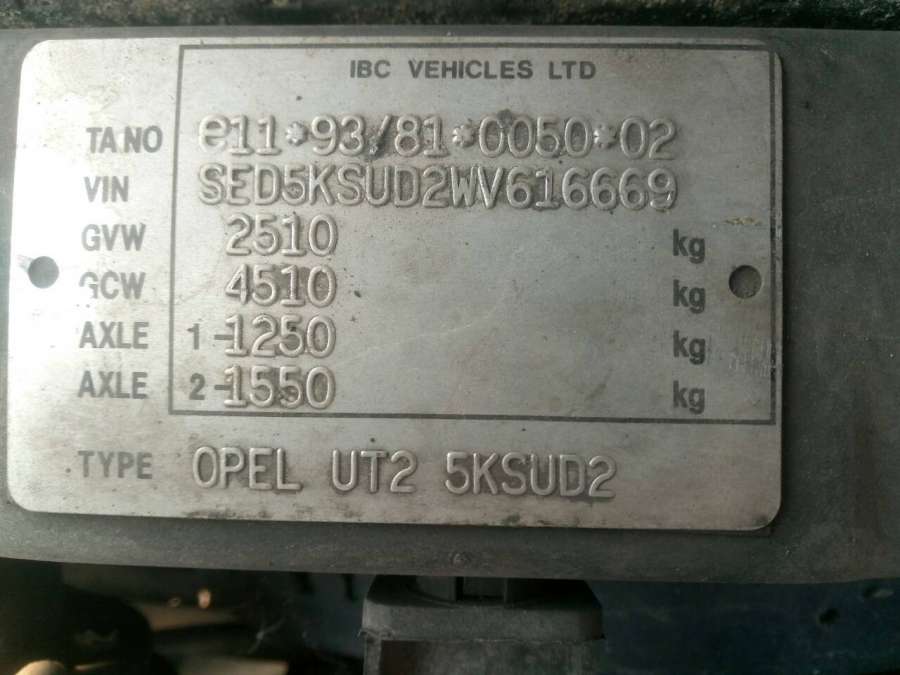 IBC VEHICLES LTD
TA NO e11*93/81*0050*02
VIN SED5KSUD2WV616669
GVW 2510 kg
GCW 4510 kg
AXLE 1-1250 kg
AXLE 2-1550 kg
TYPE OPEL UT2 5KSUD2